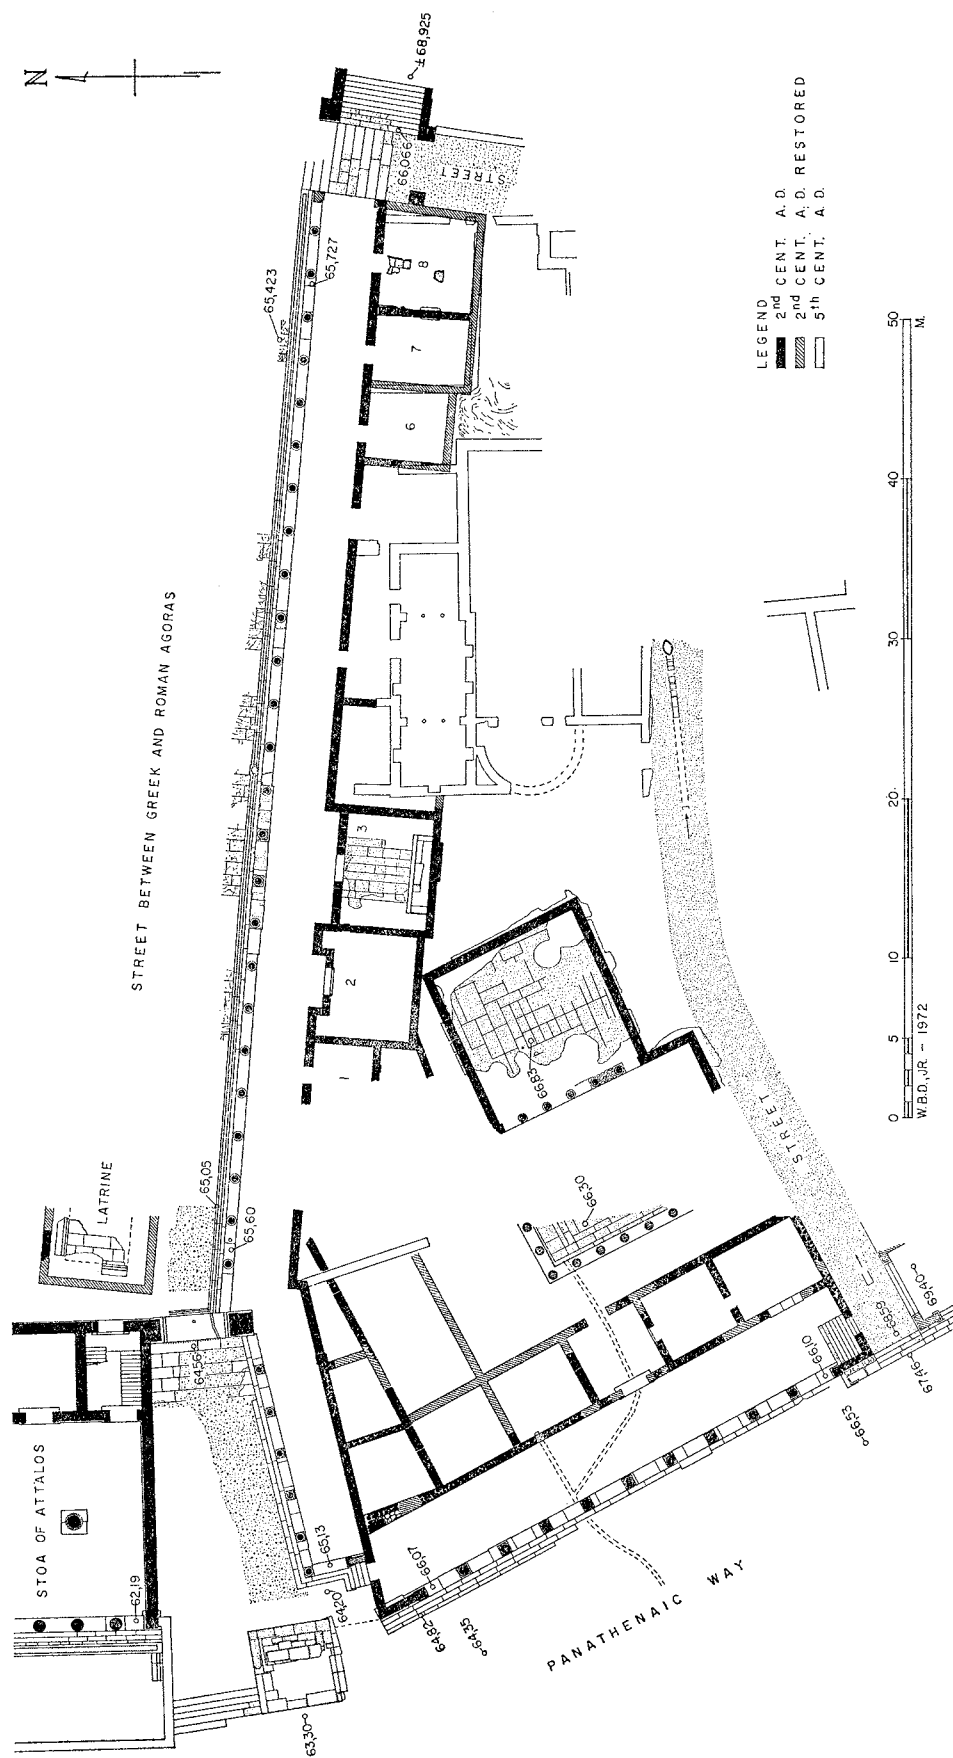 N
±68,925
66,066
STREET
65,727
65,423
8
7
6
LEGEND
2nd CENT. A.D.
2nd CENT. A.D. RESTORED
5th CENT. A.D.
STREET BETWEEN GREEK AND ROMAN AGORAS
3
2
1
66,83
66,30
LATRINE
65,05
65,60
64,56
STOA OF ATTALOS
62,19
65,13
64,20
66,07
64,82
64,35
63,30
PANATHENAIC WAY
66,53
66,10
67,46
68,59
69,40
STREET
0 5 10 20 30 40 50
M.
W.B.D., JR. – 1972